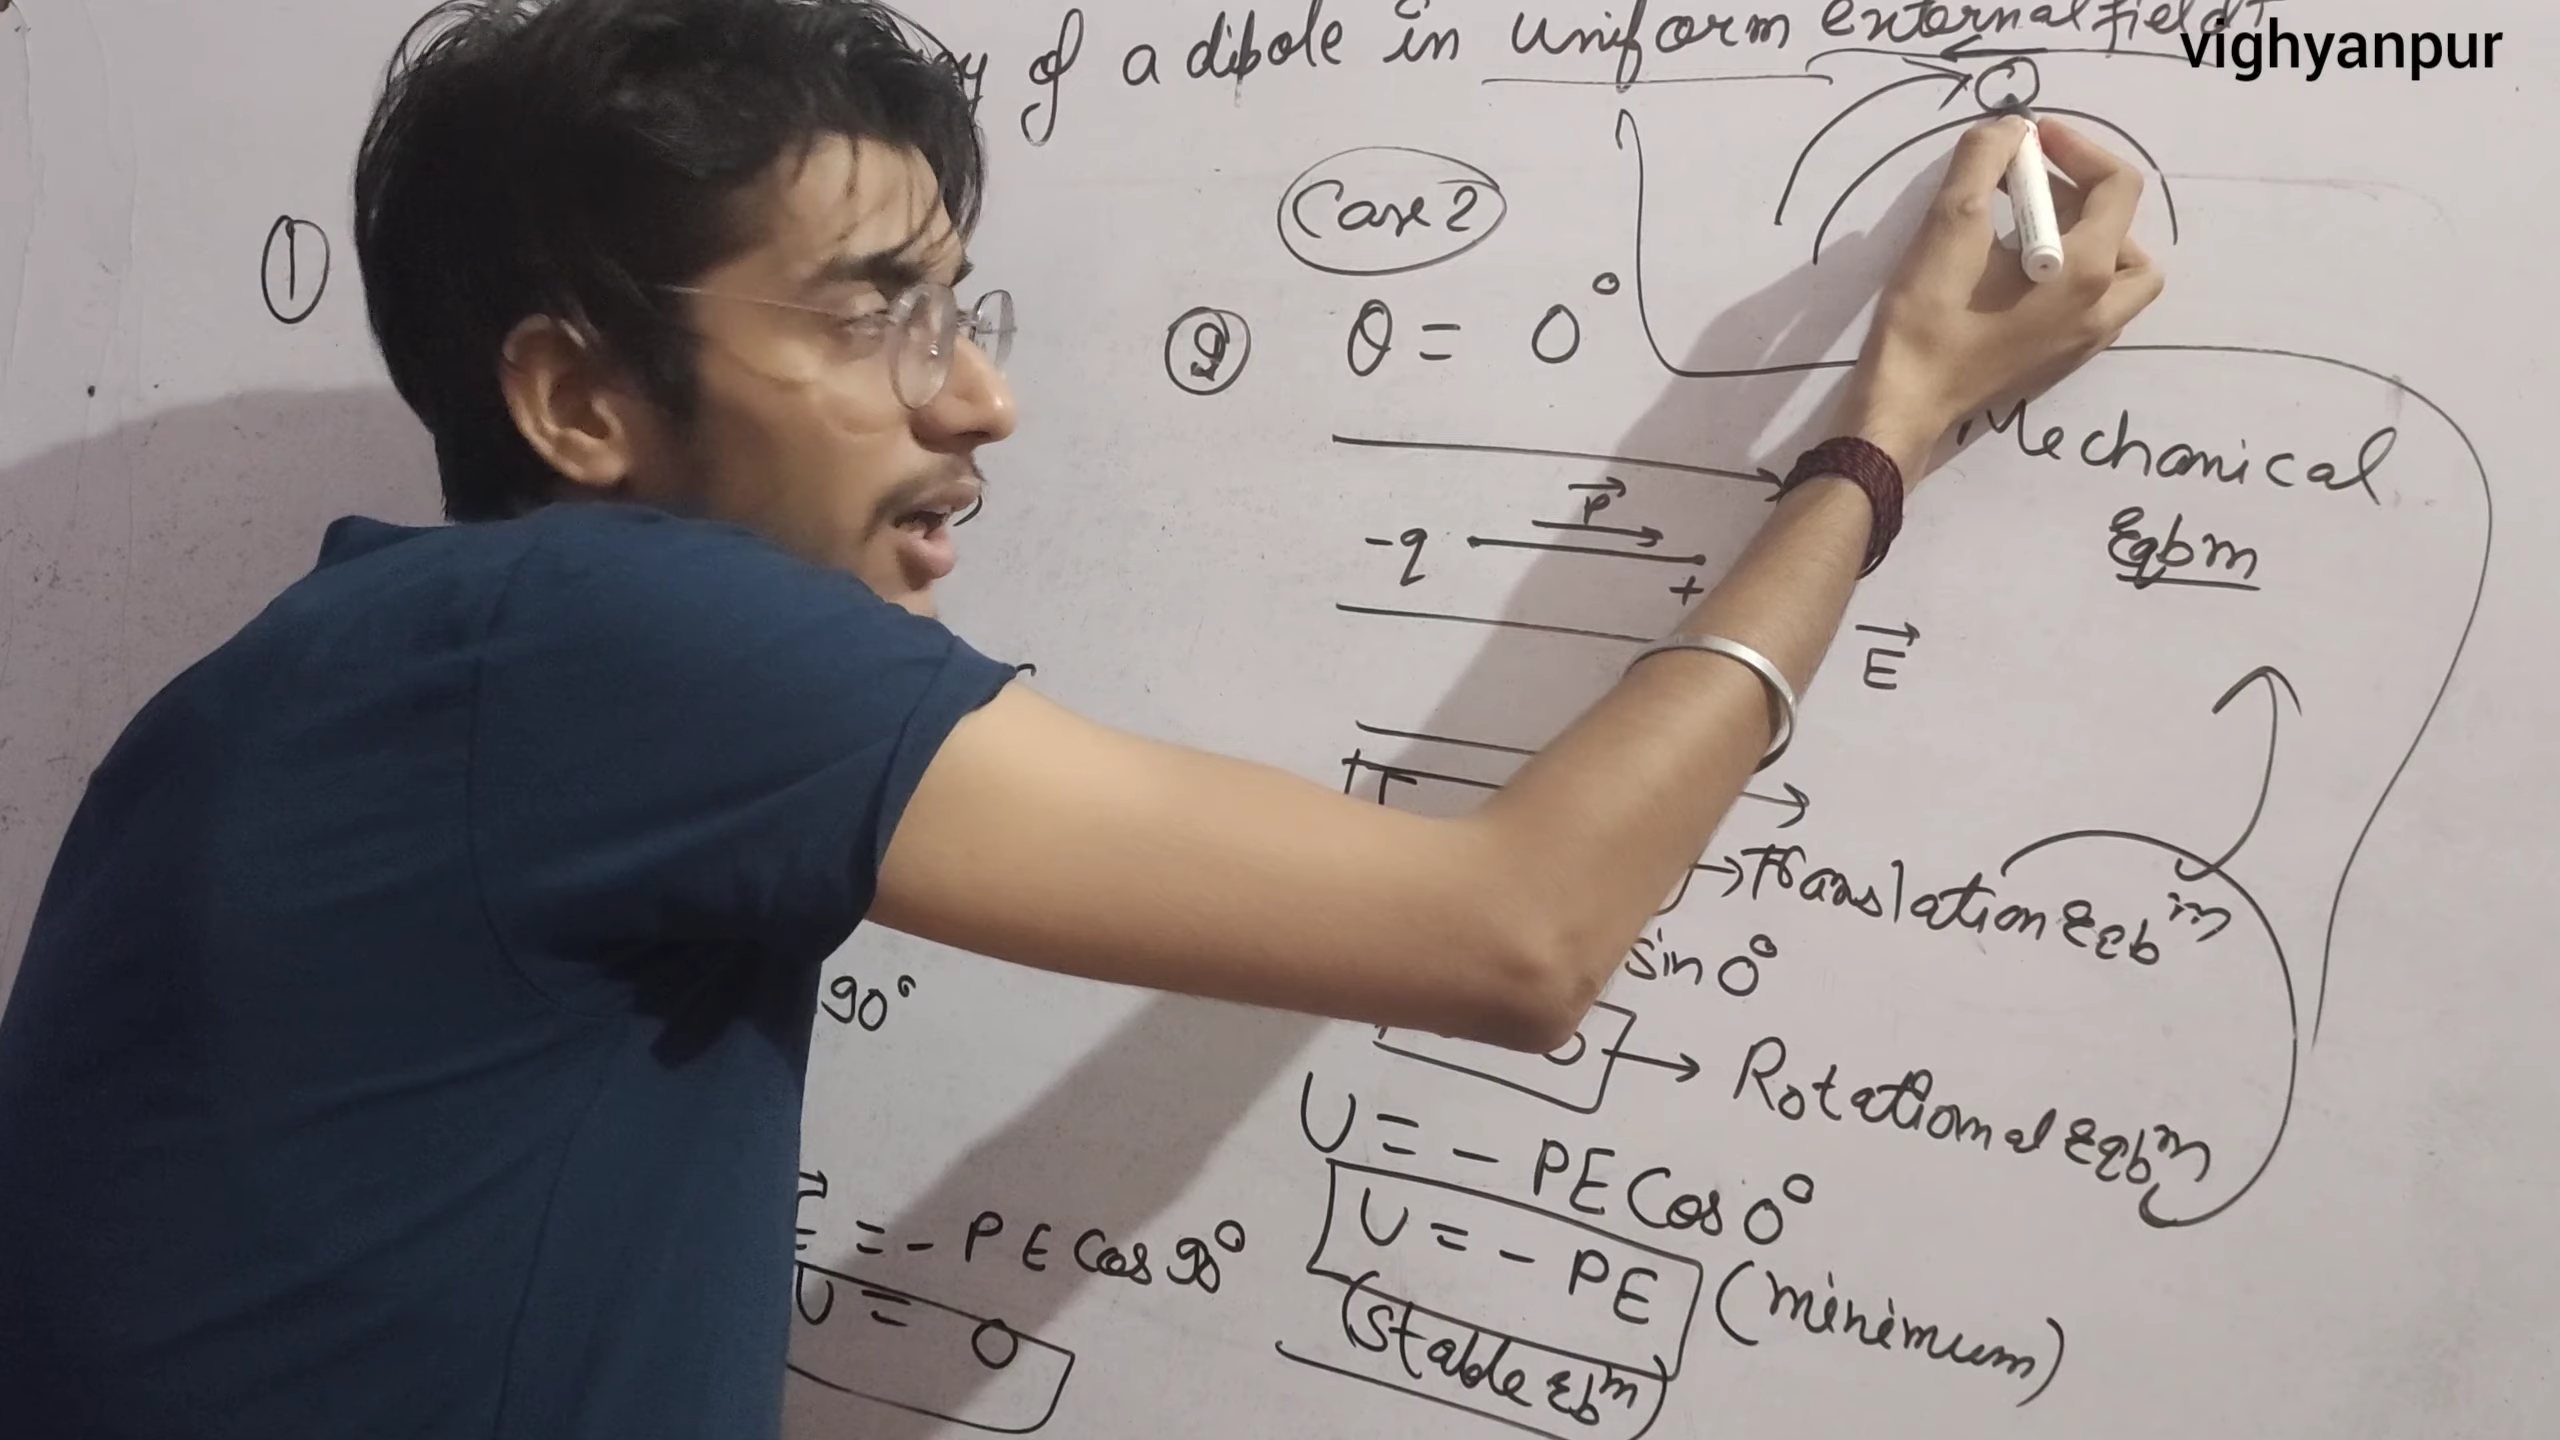 of a dipole in uniform external field
vighyanpur
Case 2
①
② θ = 0°
Mechanical
Eqbm
P
-q
+
E
→ Translation Eqbm
sin 0°
90°
→ Rotational Eqbm
U = - PE Cos 0°
= - PE Cos 90°
U = - PE (minimum)
U = 0
(Stable Ebm)